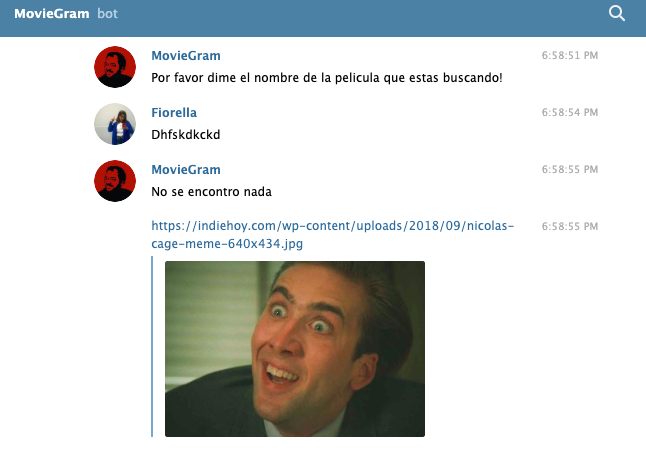 MovieGram bot
MovieGram 6:58:51 PM
Por favor dime el nombre de la pelicula que estas buscando!
Fiorella 6:58:54 PM
Dhfskdkckd
MovieGram 6:58:55 PM
No se encontro nada
https://indiehoy.com/wp-content/uploads/2018/09/nicolas- 6:58:55 PM
cage-meme-640x434.jpg